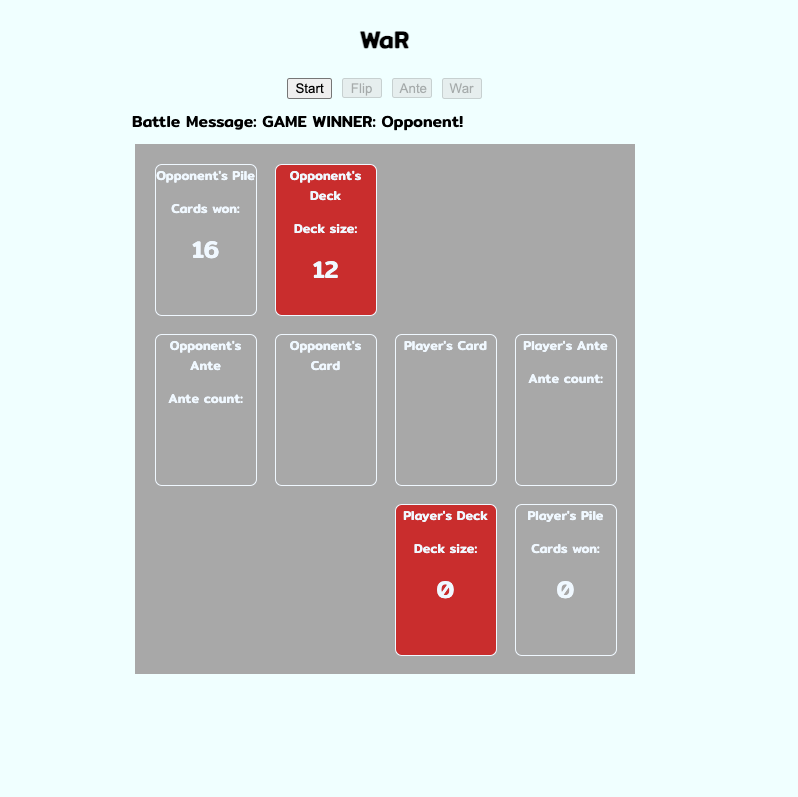 WaR
Start Flip Ante War
Battle Message: GAME WINNER: Opponent!
Opponent's Pile
Cards won:
16
Opponent's
Deck
Deck size:
12
Opponent's
Ante
Ante count:
Opponent's
Card
Player's Card
Player's Ante
Ante count:
Player's Deck
Deck size:
0
Player's Pile
Cards won:
0